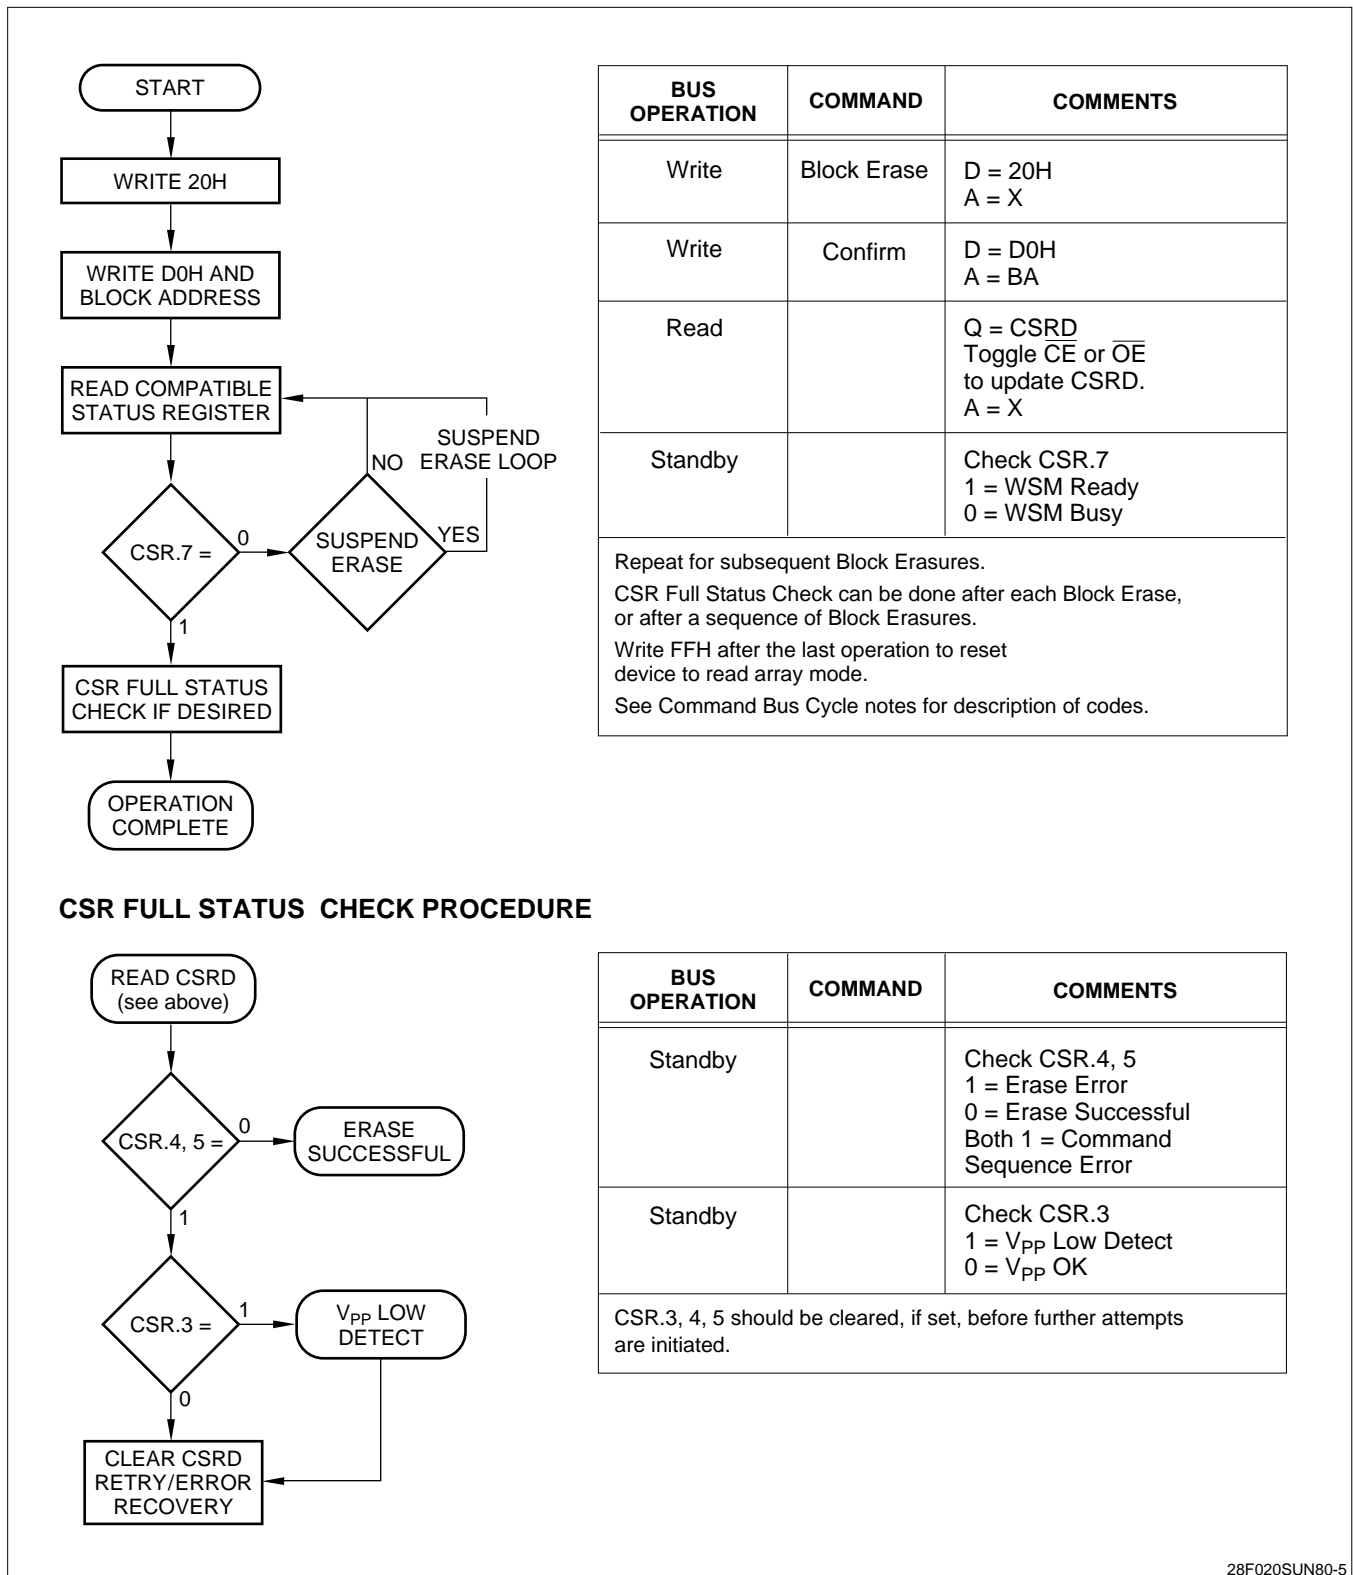 START
WRITE 20H
WRITE D0H AND
BLOCK ADDRESS
READ COMPATIBLE
STATUS REGISTER
SUSPEND
ERASE LOOP
NO
CSR.7 =
0
SUSPEND
ERASE
YES
1
CSR FULL STATUS
CHECK IF DESIRED
OPERATION
COMPLETE
BUS
OPERATION
COMMAND
COMMENTS
Write
Block Erase
D = 20H
A = X
Write
Confirm
D = D0H
A = BA
Read
Q = CSRD
Toggle C̅E̅ or O̅E̅
to update CSRD.
A = X
Standby
Check CSR.7
1 = WSM Ready
0 = WSM Busy
Repeat for subsequent Block Erasures.
CSR Full Status Check can be done after each Block Erase,
or after a sequence of Block Erasures.
Write FFH after the last operation to reset
device to read array mode.
See Command Bus Cycle notes for description of codes.
CSR FULL STATUS CHECK PROCEDURE
READ CSRD
(see above)
CSR.4, 5 =
0
ERASE
SUCCESSFUL
1
CSR.3 =
1
VPP LOW
DETECT
0
CLEAR CSRD
RETRY/ERROR
RECOVERY
BUS
OPERATION
COMMAND
COMMENTS
Standby
Check CSR.4, 5
1 = Erase Error
0 = Erase Successful
Both 1 = Command
Sequence Error
Standby
Check CSR.3
1 = VPP Low Detect
0 = VPP OK
CSR.3, 4, 5 should be cleared, if set, before further attempts
are initiated.
28F020SUN80-5